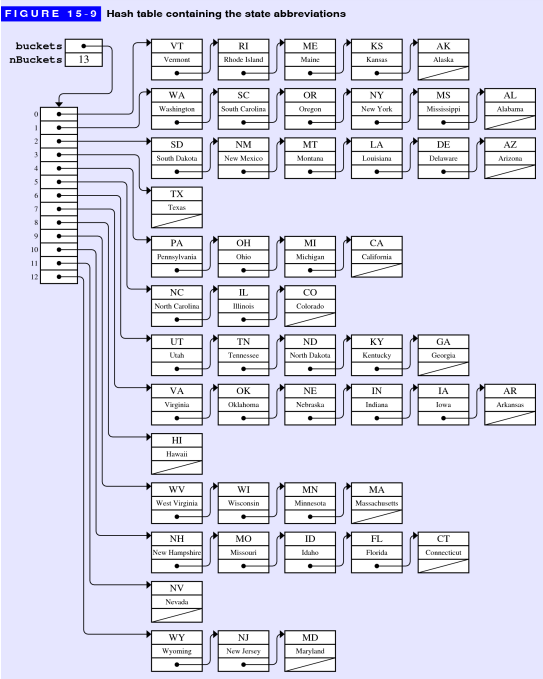 FIGURE 15-9 Hash table containing the state abbreviations
buckets
nBuckets 13
0
1
2
3
4
5
6
7
8
9
10
11
12
VT RI ME KS AK
Vermont Rhode Island Maine Kansas Alaska
WA SC OR NY MS AL
Washington South Carolina Oregon New York Mississippi Alabama
SD NM MT LA DE AZ
South Dakota New Mexico Montana Louisiana Delaware Arizona
TX
Texas
PA OH MI CA
Pennsylvania Ohio Michigan California
NC IL CO
North Carolina Illinois Colorado
UT TN ND KY GA
Utah Tennessee North Dakota Kentucky Georgia
VA OK NE IN IA AR
Virginia Oklahoma Nebraska Indiana Iowa Arkansas
HI
Hawaii
WV WI MN MA
West Virginia Wisconsin Minnesota Massachusetts
NH MO ID FL CT
New Hampshire Missouri Idaho Florida Connecticut
NV
Nevada
WY NJ MD
Wyoming New Jersey Maryland